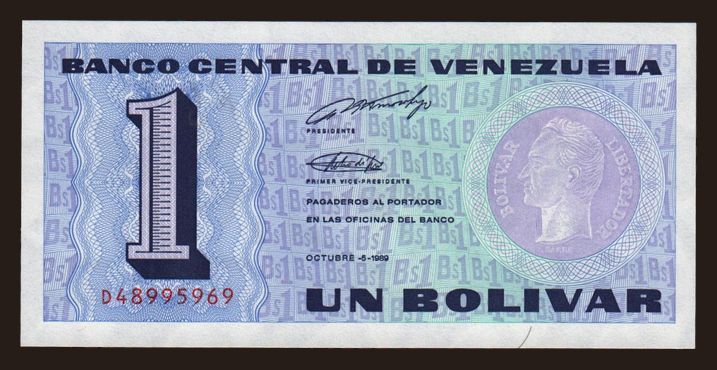 BANCO CENTRAL DE VENEZUELA
1
PRESIDENTE
PRIMER VICE-PRESIDENTE
PAGADEROS AL PORTADOR
EN LAS OFICINAS DEL BANCO
OCTUBRE -5-1989
BOLIVAR LIBERTADOR
D48995969
UN BOLIVAR